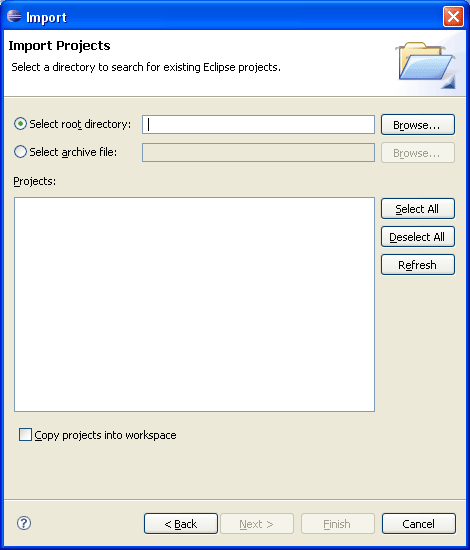 Import
Import Projects
Select a directory to search for existing Eclipse projects.
Select root directory:
Browse...
Select archive file:
Browse...
Projects:
Select All
Deselect All
Refresh
Copy projects into workspace
?
< Back
Next >
Finish
Cancel